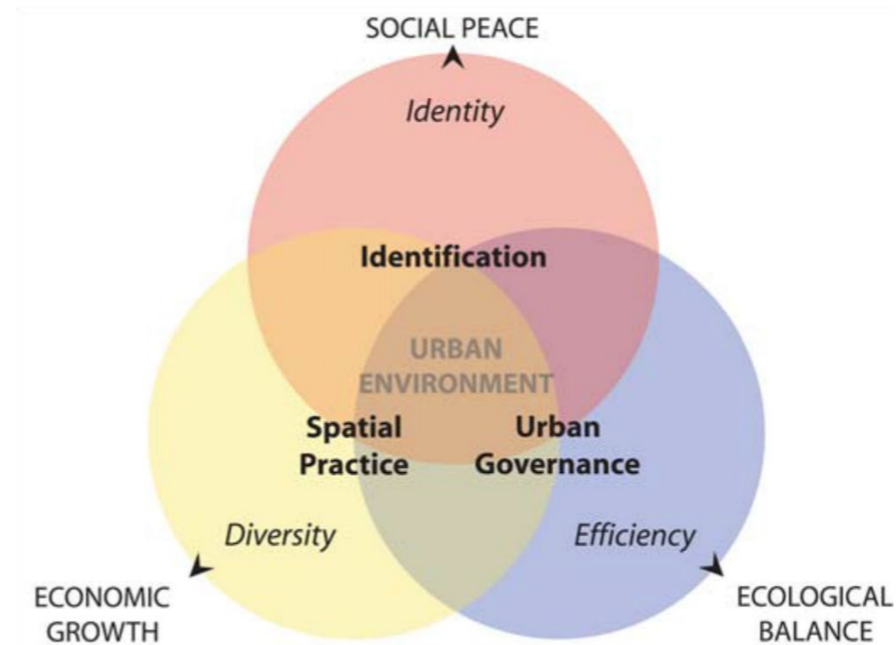 SOCIAL PEACE
Identity
Identification
URBAN
ENVIRONMENT
Spatial
Practice
Urban
Governance
Diversity
Efficiency
ECONOMIC
GROWTH
ECOLOGICAL
BALANCE